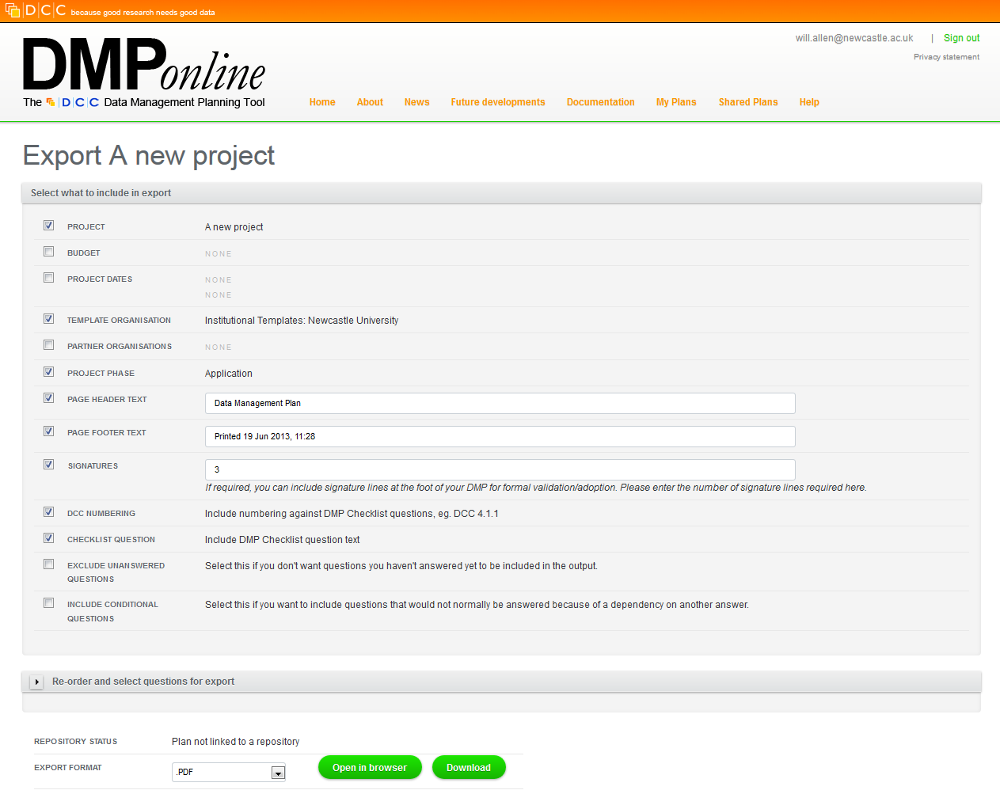 D|C|C because good research needs good data
will.allen@newcastle.ac.uk | Sign out
Privacy statement
DMPonline
The D|C|C Data Management Planning Tool
Home About News Future developments Documentation My Plans Shared Plans Help
Export A new project
Select what to include in export
PROJECT A new project
BUDGET NONE
PROJECT DATES NONE
NONE
TEMPLATE ORGANISATION Institutional Templates: Newcastle University
PARTNER ORGANISATIONS NONE
PROJECT PHASE Application
PAGE HEADER TEXT Data Management Plan
PAGE FOOTER TEXT Printed 19 Jun 2013, 11:28
SIGNATURES 3
If required, you can include signature lines at the foot of your DMP for formal validation/adoption. Please enter the number of signature lines required here.
DCC NUMBERING Include numbering against DMP Checklist questions, eg. DCC 4.1.1
CHECKLIST QUESTION Include DMP Checklist question text
EXCLUDE UNANSWERED Select this if you don't want questions you haven't answered yet to be included in the output.
QUESTIONS
INCLUDE CONDITIONAL Select this if you want to include questions that would not normally be answered because of a dependency on another answer.
QUESTIONS
Re-order and select questions for export
REPOSITORY STATUS Plan not linked to a repository
EXPORT FORMAT .PDF Open in browser Download